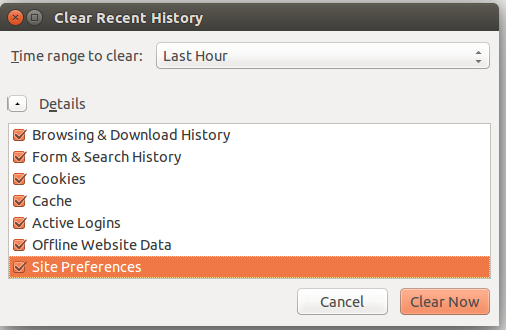 Clear Recent History
Time range to clear: Last Hour
Details
Browsing & Download History
Form & Search History
Cookies
Cache
Active Logins
Offline Website Data
Site Preferences
Cancel Clear Now